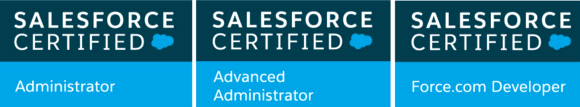 SALESFORCE
CERTIFIED
Administrator
SALESFORCE
CERTIFIED
Advanced
Administrator
SALESFORCE
CERTIFIED
Force.com Developer